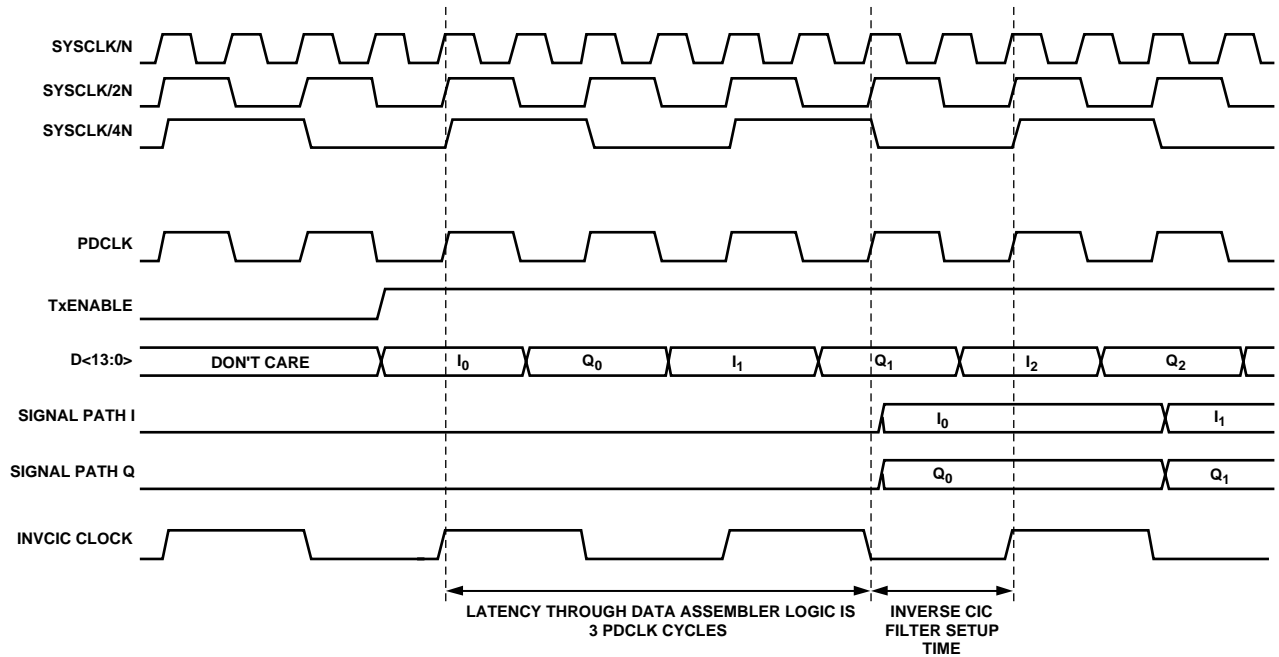 SYSCLK/N
SYSCLK/2N
SYSCLK/4N
PDCLK
TxENABLE
D<13:0> DON'T CARE I0 Q0 I1 Q1 I2 Q2
SIGNAL PATH I I0 I1
SIGNAL PATH Q Q0 Q1
INVCIC CLOCK
LATENCY THROUGH DATA ASSEMBLER LOGIC IS
3 PDCLK CYCLES
INVERSE CIC
FILTER SETUP
TIME